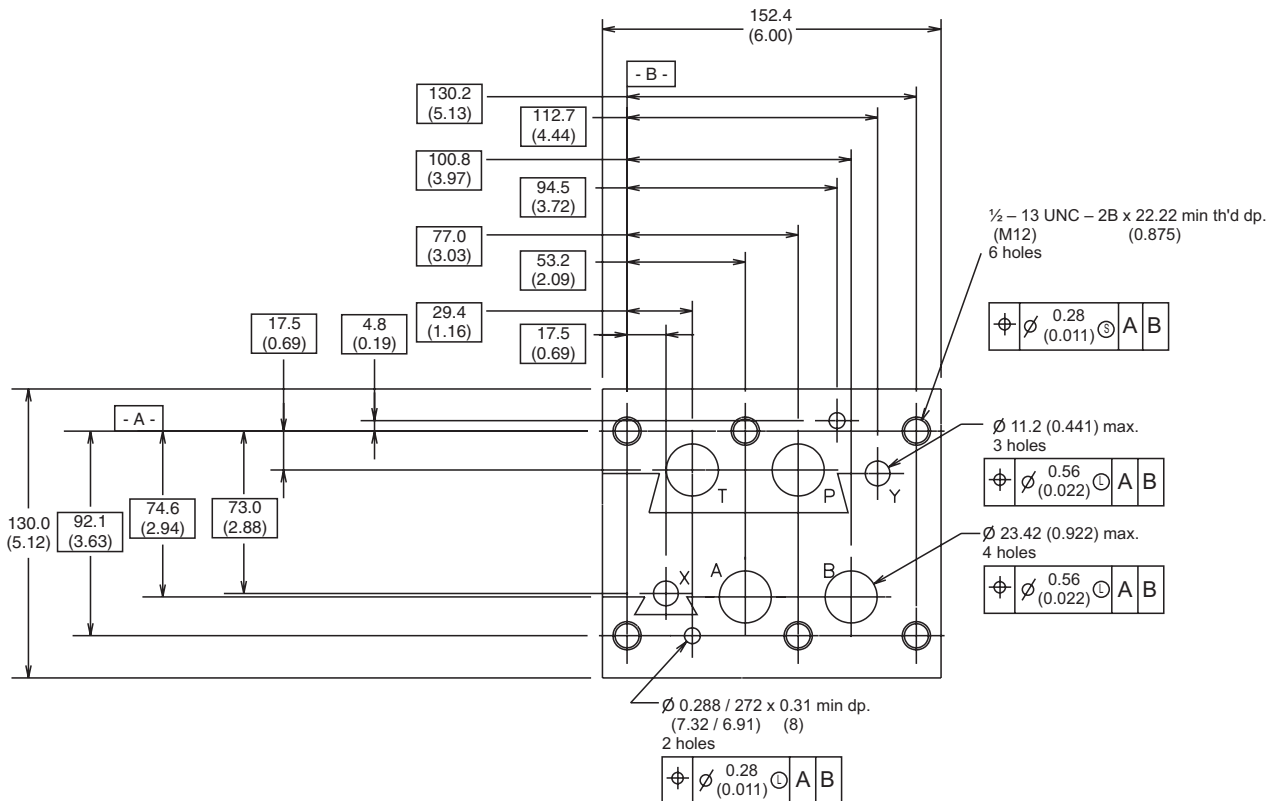 152.4
(6.00)
- B -
130.2
(5.13)
112.7
(4.44)
100.8
(3.97)
94.5
(3.72)
77.0
(3.03)
53.2
(2.09)
29.4
(1.16)
17.5
(0.69)
4.8
(0.19)
17.5
(0.69)
½ – 13 UNC – 2B x 22.22 min th'd dp.
(M12) (0.875)
6 holes
⌖ Ø 0.28 (0.011) Ⓢ A B
- A -
Ø 11.2 (0.441) max.
3 holes
⌖ Ø 0.56 (0.022) Ⓛ A B
T
P
Y
130.0
(5.12)
92.1
(3.63)
74.6
(2.94)
73.0
(2.88)
Ø 23.42 (0.922) max.
4 holes
⌖ Ø 0.56 (0.022) Ⓛ A B
X
A
B
Ø 0.288 / 272 x 0.31 min dp.
(7.32 / 6.91) (8)
2 holes
⌖ Ø 0.28 (0.011) Ⓛ A B